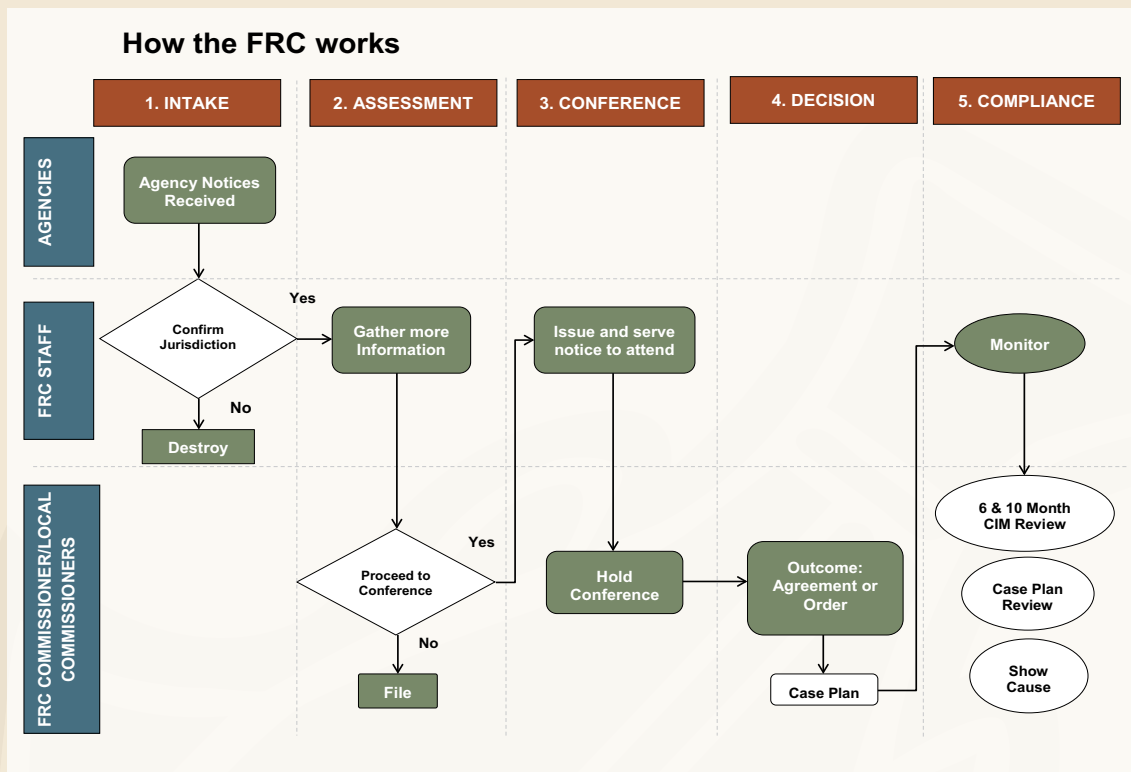 How the FRC works
1. INTAKE
2. ASSESSMENT
3. CONFERENCE
4. DECISION
5. COMPLIANCE
AGENCIES
Agency Notices
Received
FRC STAFF
Confirm
Jurisdiction
Yes
No
Destroy
Gather more
Information
Issue and serve
notice to attend
Monitor
FRC COMMISSIONER/LOCAL
COMMISSIONERS
Proceed to
Conference
Yes
No
File
Hold
Conference
Outcome:
Agreement or
Order
Case Plan
6 & 10 Month
CIM Review
Case Plan
Review
Show
Cause